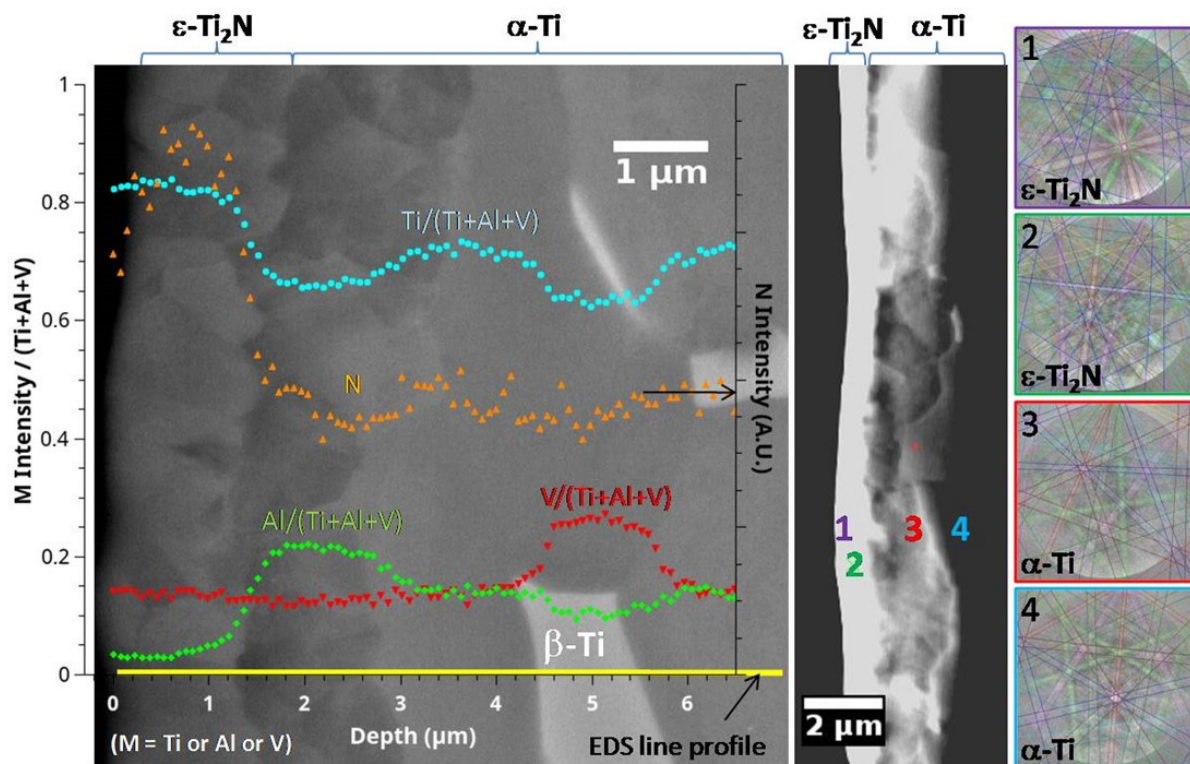 ε-Ti₂N
α-Ti
ε-Ti₂N
α-Ti
1
0.8
0.6
0.4
0.2
0
M Intensity / (Ti+Al+V)
1 μm
Ti/(Ti+Al+V)
N
N Intensity (A.U.)
Al/(Ti+Al+V)
V/(Ti+Al+V)
β-Ti
0 1 2 3 4 5 6
(M = Ti or Al or V)
Depth (μm)
EDS line profile
1
2
3
4
2 μm
1
ε-Ti₂N
2
ε-Ti₂N
3
α-Ti
4
α-Ti